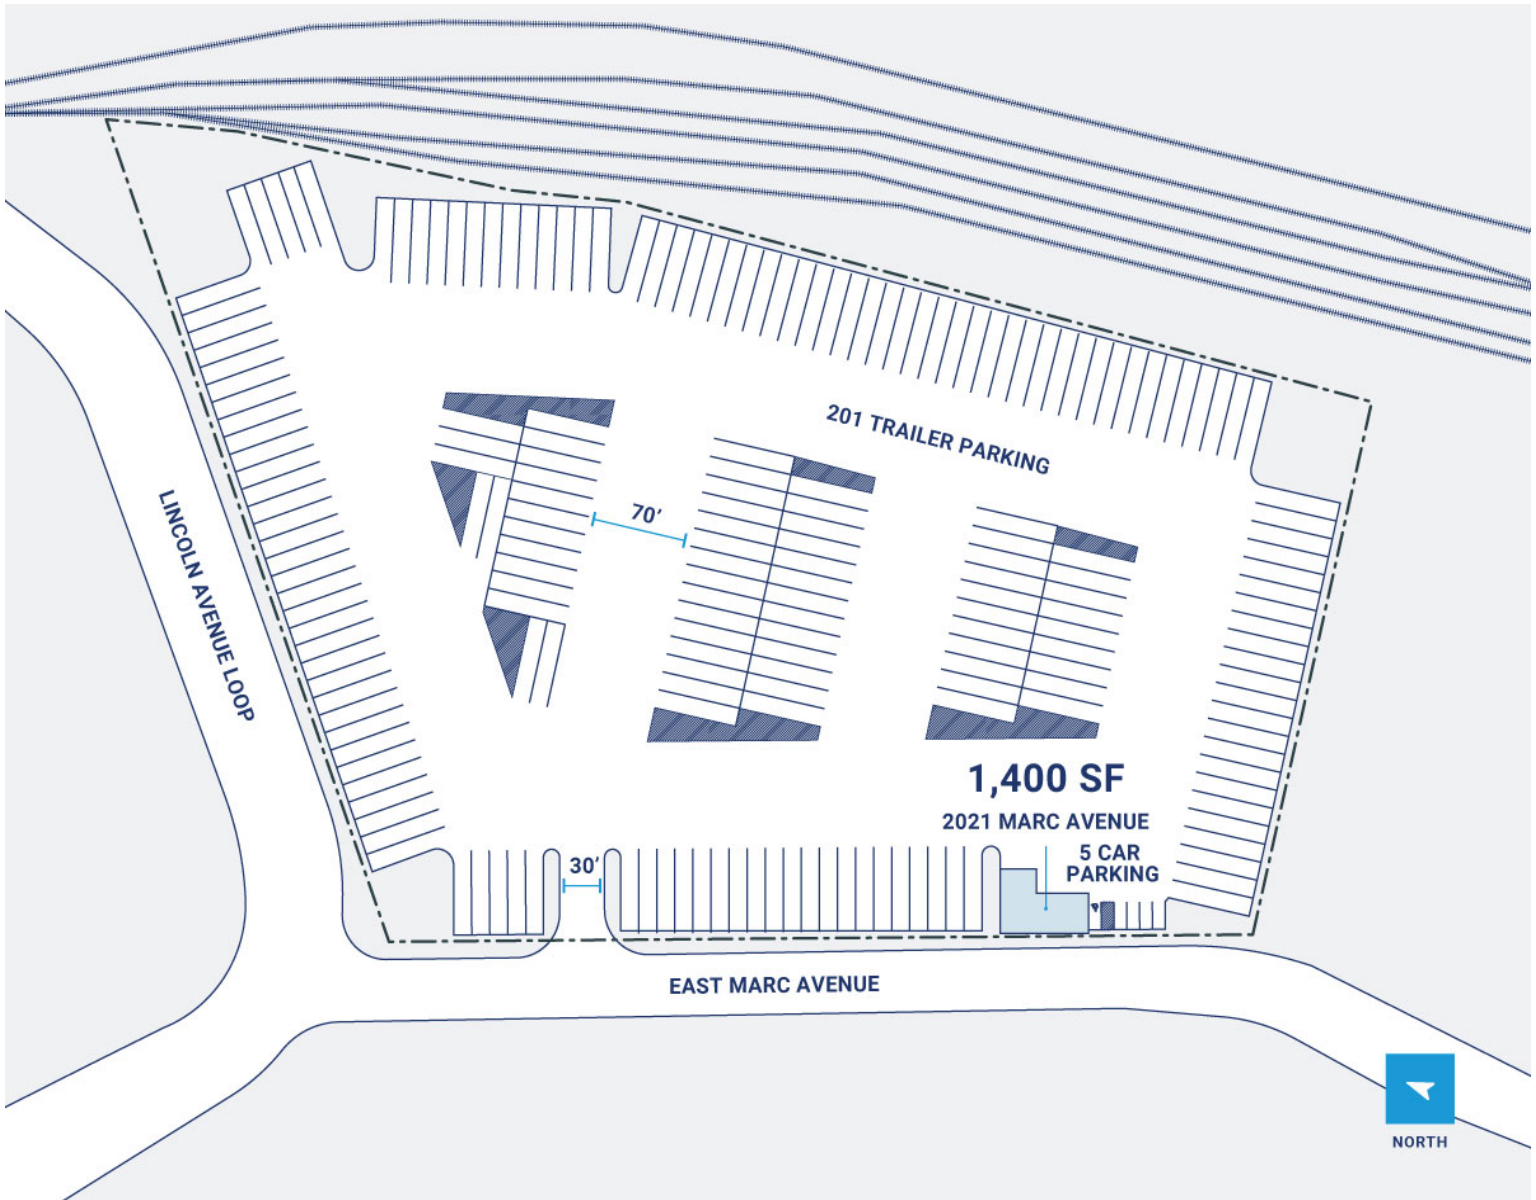 201 TRAILER PARKING
70’
LINCOLN AVENUE LOOP
1,400 SF
2021 MARC AVENUE
5 CAR
PARKING
30’
EAST MARC AVENUE
NORTH